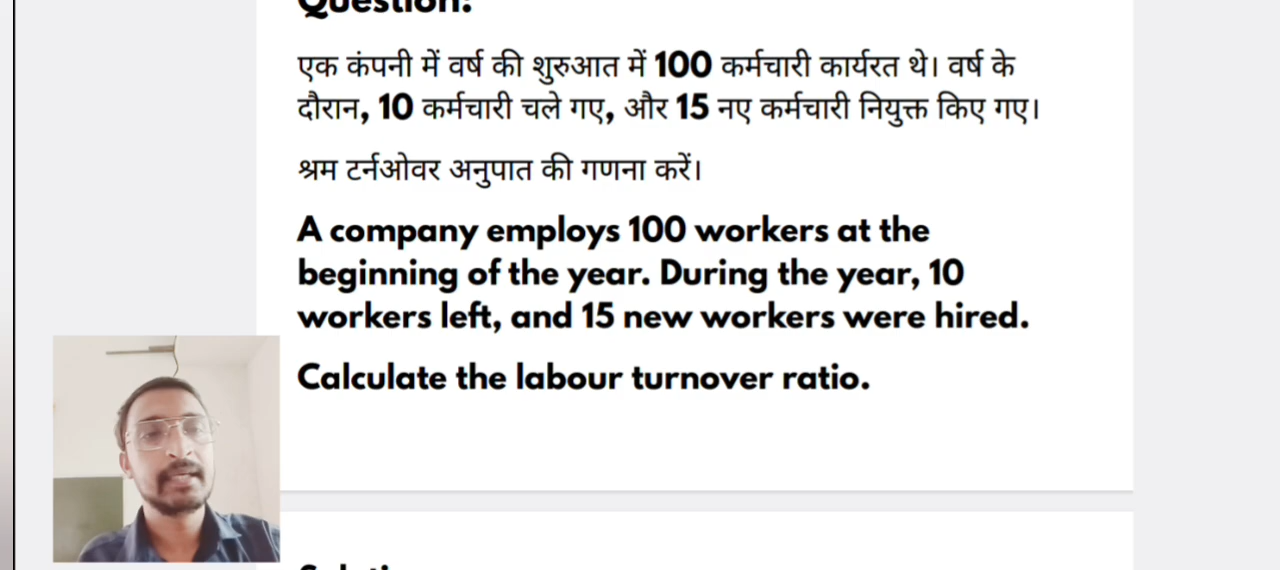 Question:
एक कंपनी में वर्ष की शुरुआत में 100 कर्मचारी कार्यरत थे। वर्ष के
दौरान, 10 कर्मचारी चले गए, और 15 नए कर्मचारी नियुक्त किए गए।
श्रम टर्नओवर अनुपात की गणना करें।
A company employs 100 workers at the
beginning of the year. During the year, 10
workers left, and 15 new workers were hired.
Calculate the labour turnover ratio.